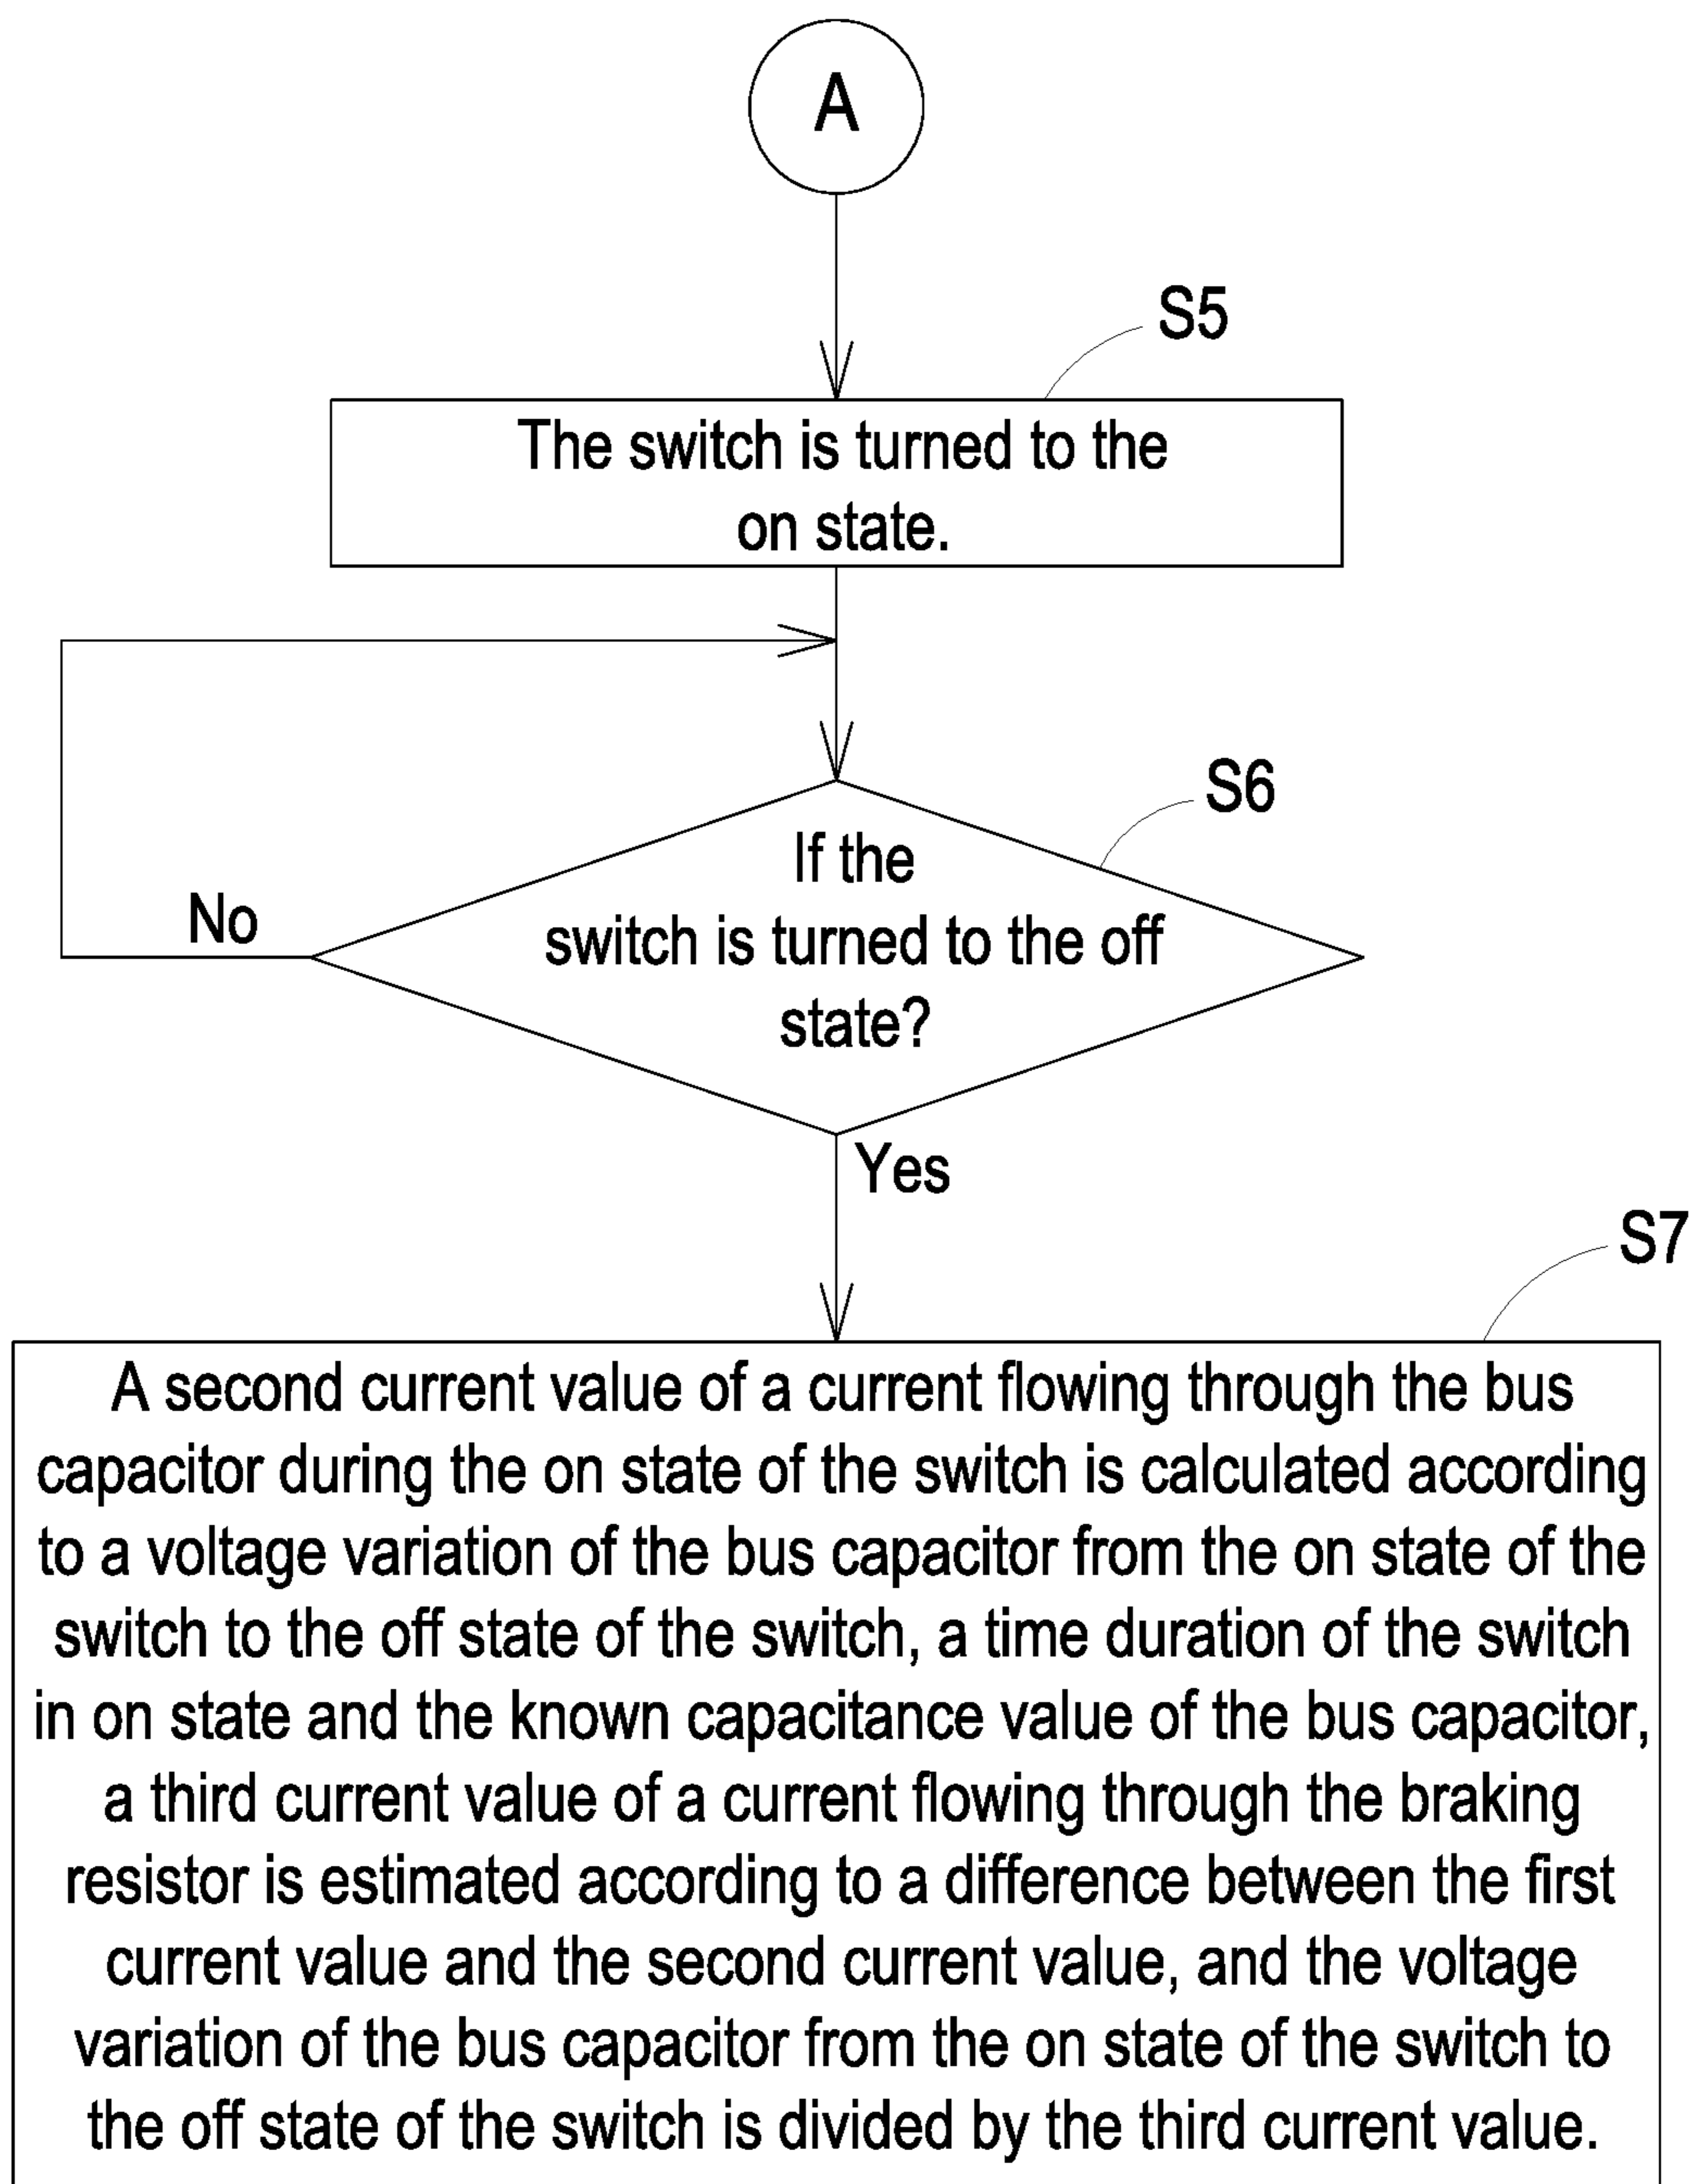 A
S5
The switch is turned to the
on state.
S6
If the
switch is turned to the off
state?
No
Yes
S7
A second current value of a current flowing through the bus
capacitor during the on state of the switch is calculated according
to a voltage variation of the bus capacitor from the on state of the
switch to the off state of the switch, a time duration of the switch
in on state and the known capacitance value of the bus capacitor,
a third current value of a current flowing through the braking
resistor is estimated according to a difference between the first
current value and the second current value, and the voltage
variation of the bus capacitor from the on state of the switch to
the off state of the switch is divided by the third current value.